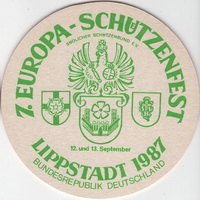 7. EUROPA-SCHÜTZENFEST
12. und 13. September
LIPPSTADT 1987
BUNDESREPUBLIK DEUTSCHLAND